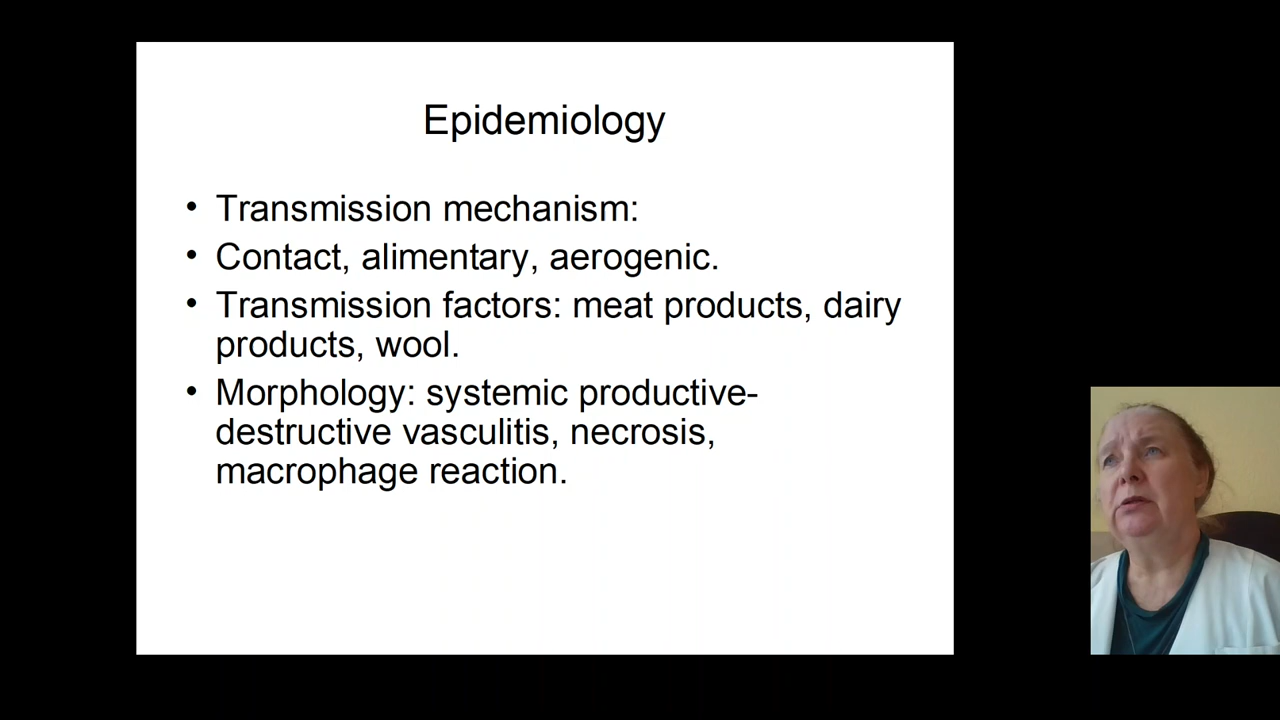 Epidemiology
• Transmission mechanism:
• Contact, alimentary, aerogenic.
• Transmission factors: meat products, dairy
products, wool.
• Morphology: systemic productive-
destructive vasculitis, necrosis,
macrophage reaction.